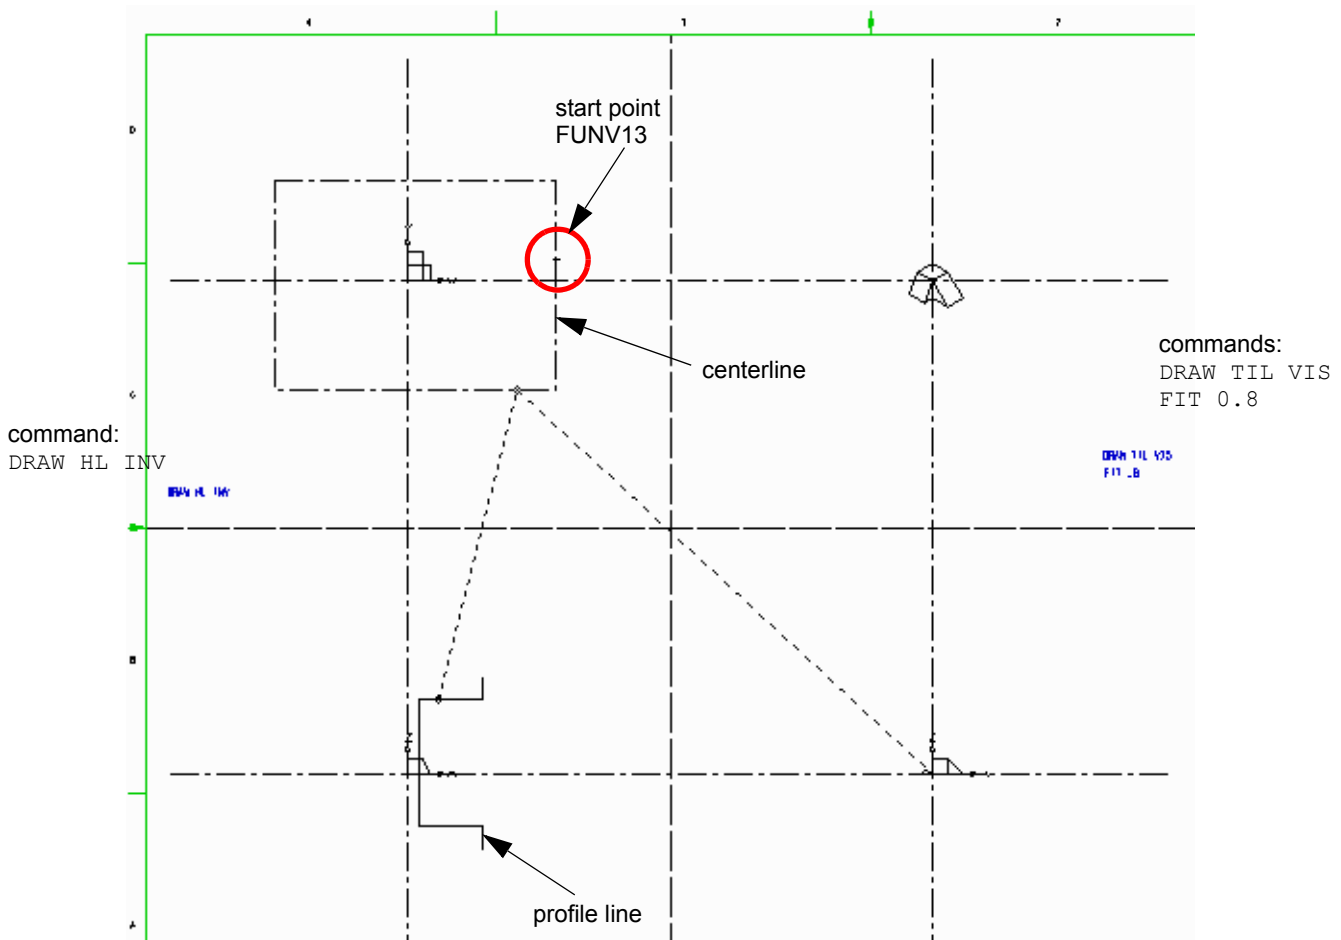 start point
FUNV13
centerline
commands:
DRAW TIL VIS
FIT 0.8
command:
DRAW HL INV
DRAW TIL VIS
FIT .8
DRAW HL INV
profile line
D
C
B
A